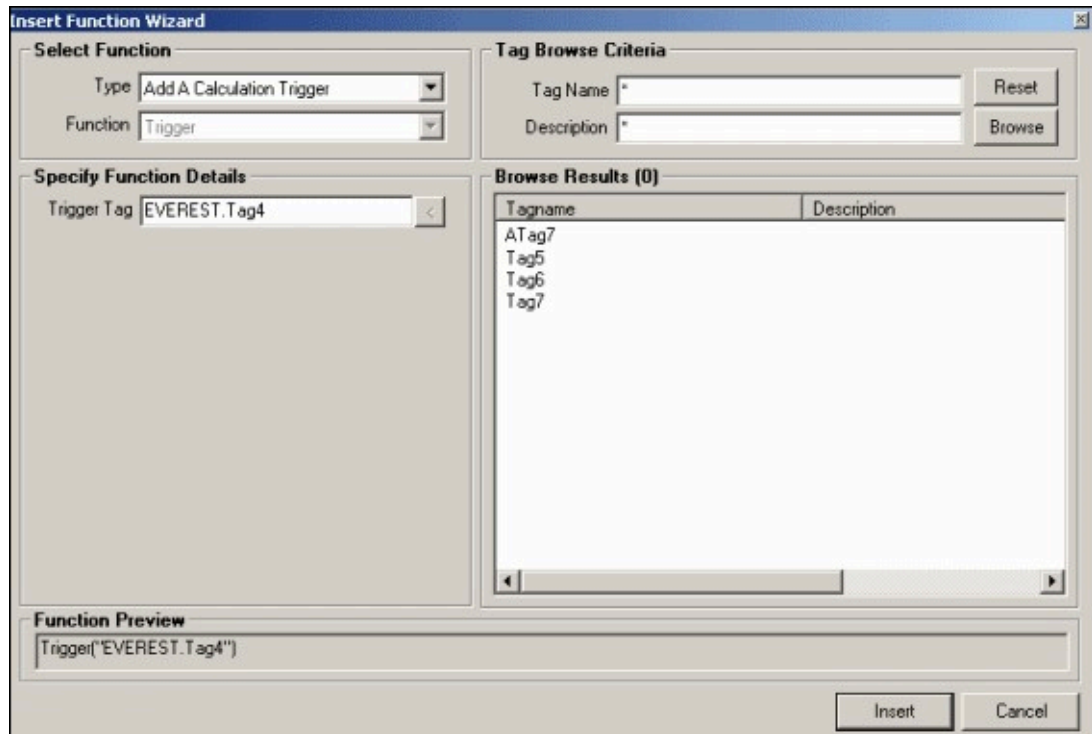 Insert Function Wizard
Select Function
Type Add A Calculation Trigger
Function Trigger
Tag Browse Criteria
Tag Name *
Reset
Description *
Browse
Specify Function Details
Trigger Tag EVEREST.Tag4 <
Browse Results (0)
Tagname Description
ATag7
Tag5
Tag6
Tag7
Function Preview
Trigger("EVEREST.Tag4")
Insert Cancel